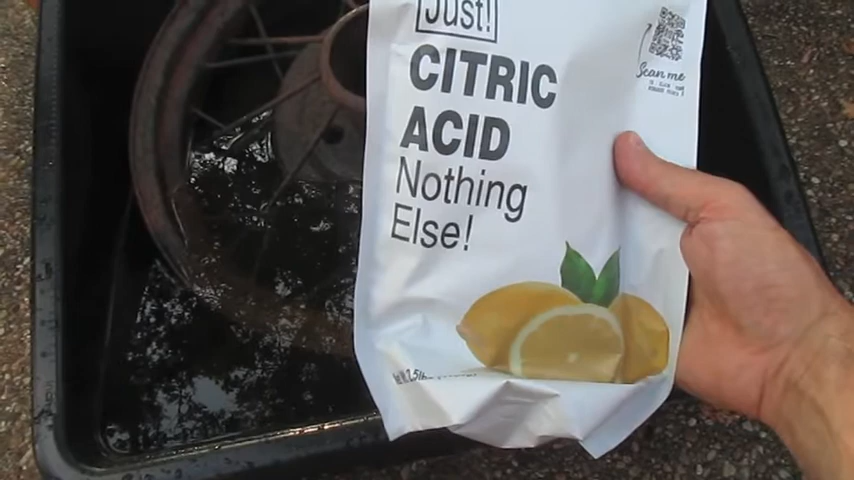 Just!
CITRIC
ACID
Nothing
Else!
Scan me